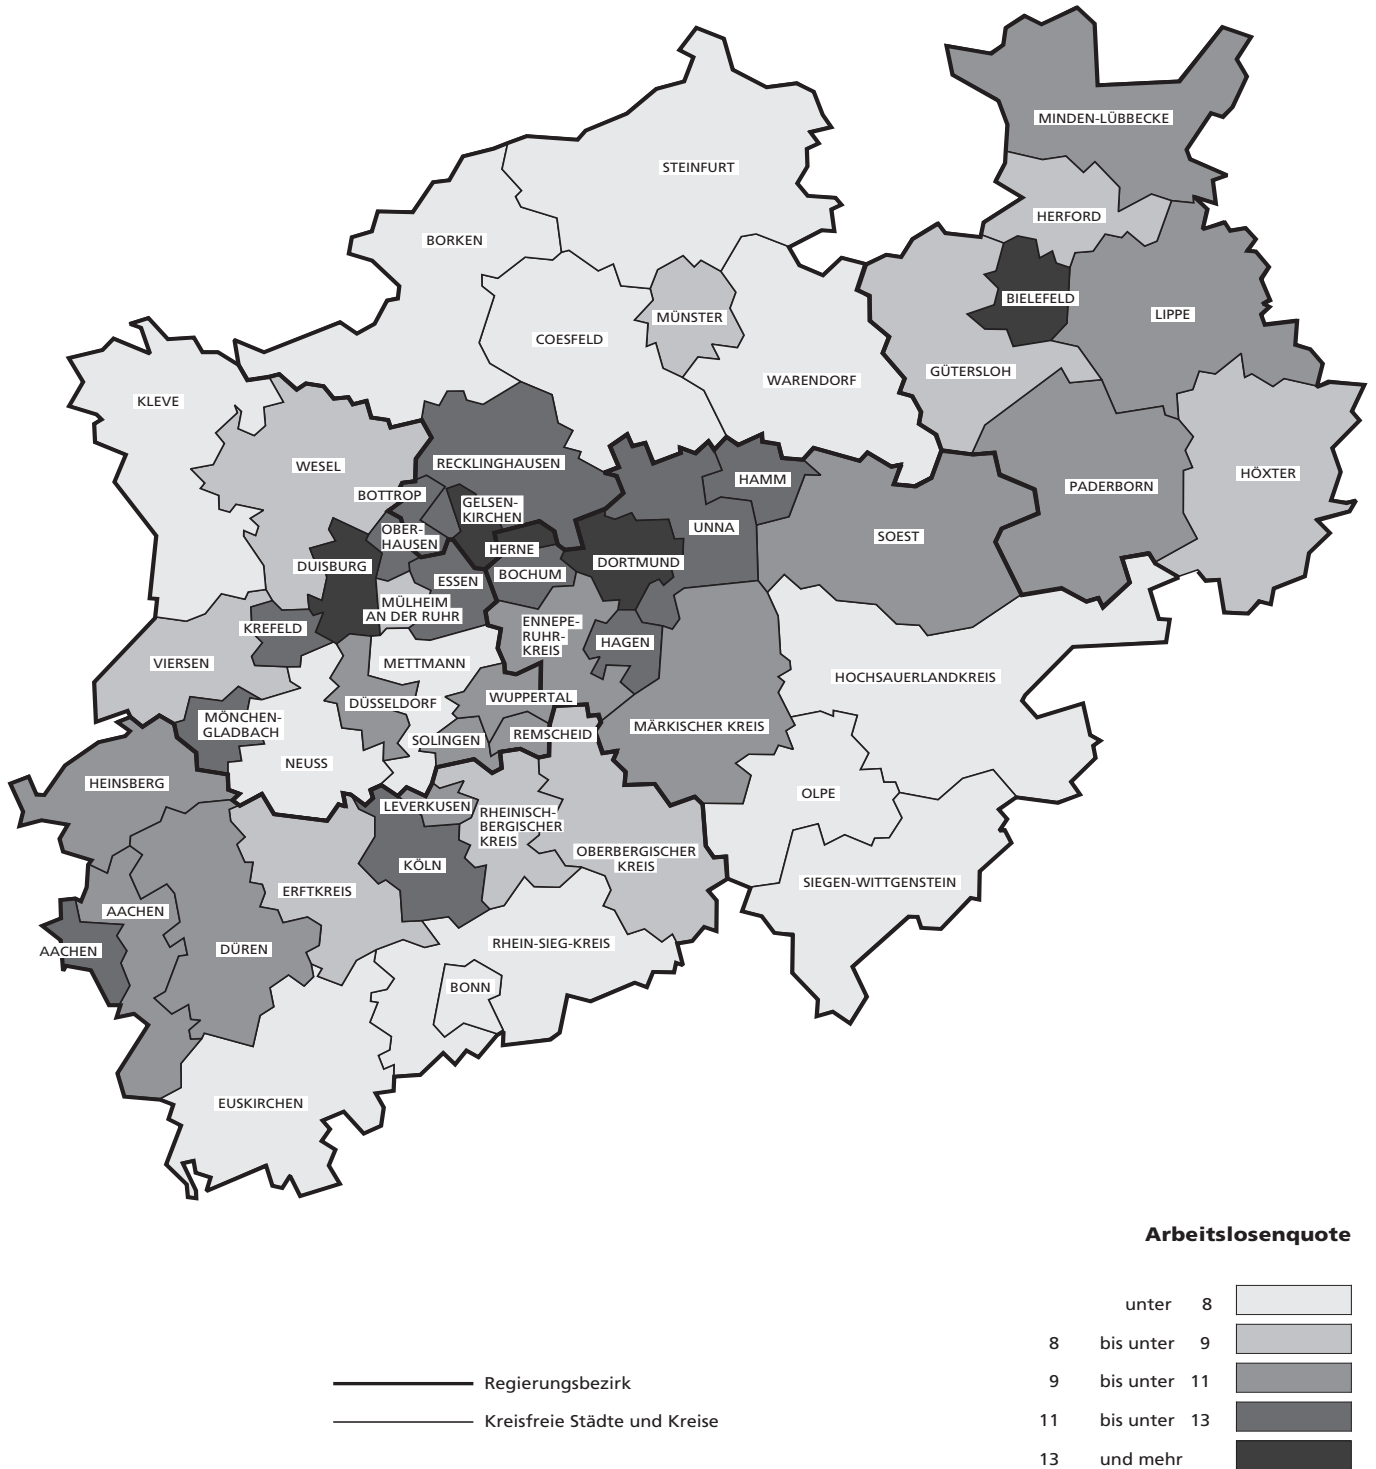 MINDEN-LÜBBECKE
STEINFURT
HERFORD
BORKEN
BIELEFELD
LIPPE
MÜNSTER
COESFELD
GÜTERSLOH
WARENDORF
KLEVE
RECKLINGHAUSEN
WESEL
HÖXTER
HAMM
PADERBORN
BOTTROP
GELSEN-
KIRCHEN
UNNA
OBER-
HAUSEN
SOEST
HERNE
DORTMUND
DUISBURG
BOCHUM
ESSEN
MÜLHEIM
AN DER RUHR
KREFELD
ENNEPE-
RUHR-
KREIS
HAGEN
VIERSEN
METTMANN
HOCHSAUERLANDKREIS
WUPPERTAL
DÜSSELDORF
MÖNCHEN-
GLADBACH
MÄRKISCHER KREIS
REMSCHEID
SOLINGEN
NEUSS
HEINSBERG
OLPE
LEVERKUSEN
RHEINISCH-
BERGISCHER
KREIS
OBERBERGISCHER
KREIS
KÖLN
SIEGEN-WITTGENSTEIN
ERFTKREIS
AACHEN
RHEIN-SIEG-KREIS
DÜREN
AACHEN
BONN
EUSKIRCHEN
Arbeitslosenquote
unter 8
8 bis unter 9
9 bis unter 11
11 bis unter 13
13 und mehr
Regierungsbezirk
Kreisfreie Städte und Kreise